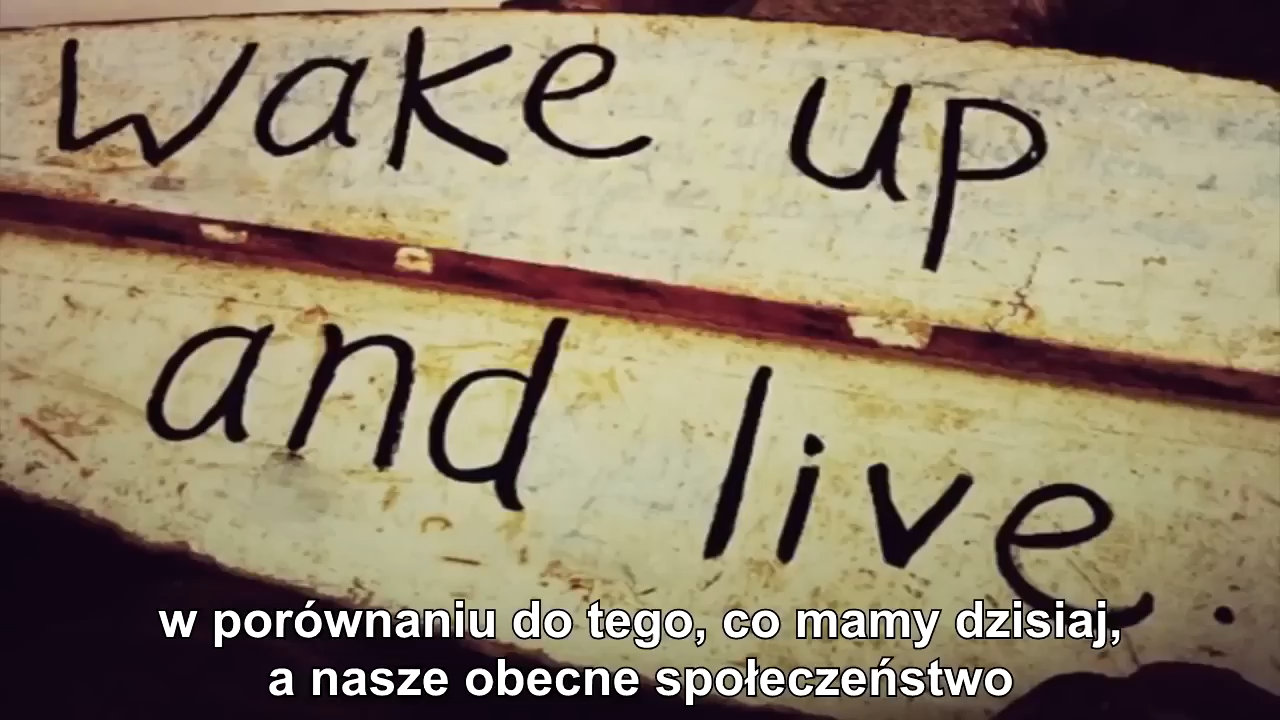 wake up
and live.
w porównaniu do tego, co mamy dzisiaj,
a nasze obecne społeczeństwo